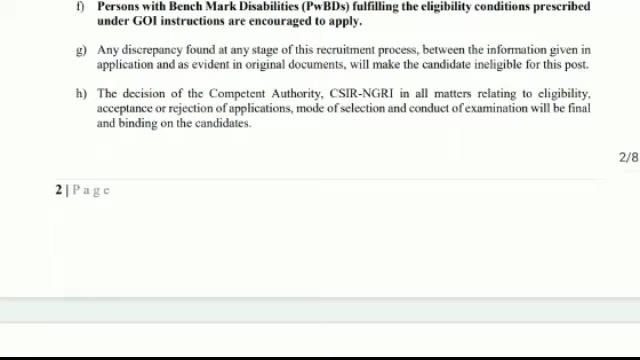 f) Persons with Bench Mark Disabilities (PwBDs) fulfilling the eligibility conditions prescribed
under GOI instructions are encouraged to apply.
g) Any discrepancy found at any stage of this recruitment process, between the information given in
application and as evident in original documents, will make the candidate ineligible for this post.
h) The decision of the Competent Authority, CSIR-NGRI in all matters relating to eligibility,
acceptance or rejection of applications, mode of selection and conduct of examination will be final
and binding on the candidates.
2/8
2 | Page